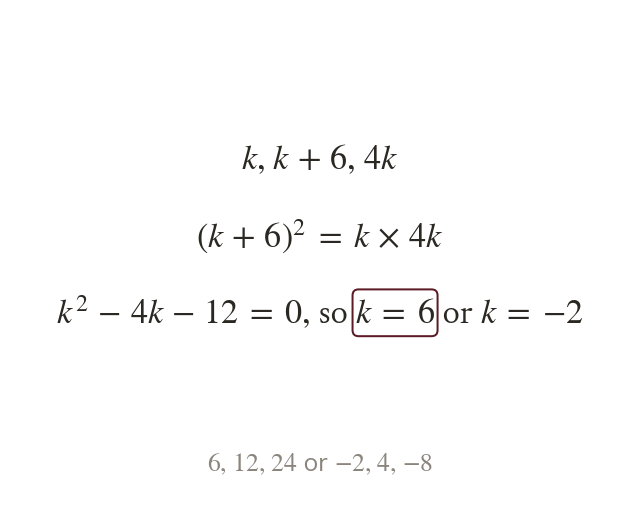 k, k + 6, 4k
(k + 6)² = k × 4k
k² − 4k − 12 = 0, so k = 6 or k = −2
6, 12, 24 or −2, 4, −8